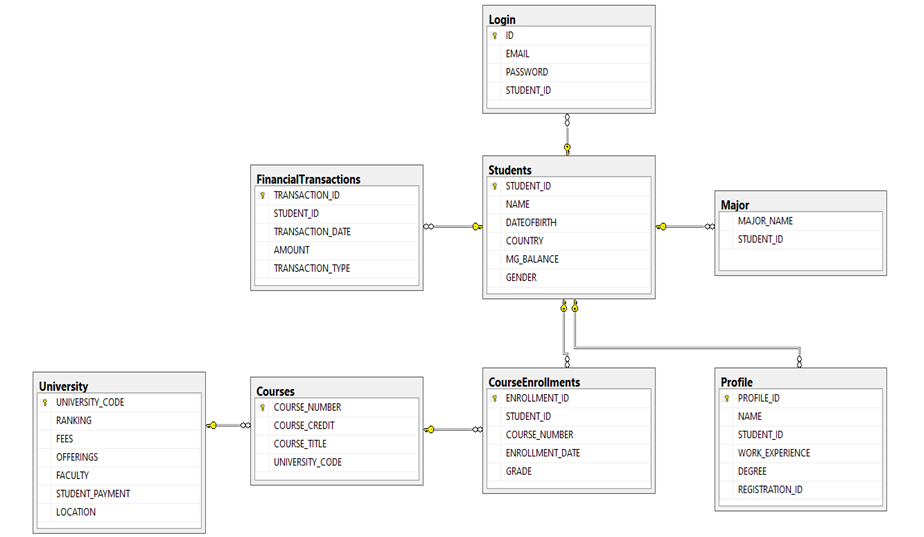 Login
ID
EMAIL
PASSWORD
STUDENT_ID
FinancialTransactions
TRANSACTION_ID
STUDENT_ID
TRANSACTION_DATE
AMOUNT
TRANSACTION_TYPE
Students
STUDENT_ID
NAME
DATEOFBIRTH
COUNTRY
MG_BALANCE
GENDER
Major
MAJOR_NAME
STUDENT_ID
University
UNIVERSITY_CODE
RANKING
FEES
OFFERINGS
FACULTY
STUDENT_PAYMENT
LOCATION
Courses
COURSE_NUMBER
COURSE_CREDIT
COURSE_TITLE
UNIVERSITY_CODE
CourseEnrollments
ENROLLMENT_ID
STUDENT_ID
COURSE_NUMBER
ENROLLMENT_DATE
GRADE
Profile
PROFILE_ID
NAME
STUDENT_ID
WORK_EXPERIENCE
DEGREE
REGISTRATION_ID